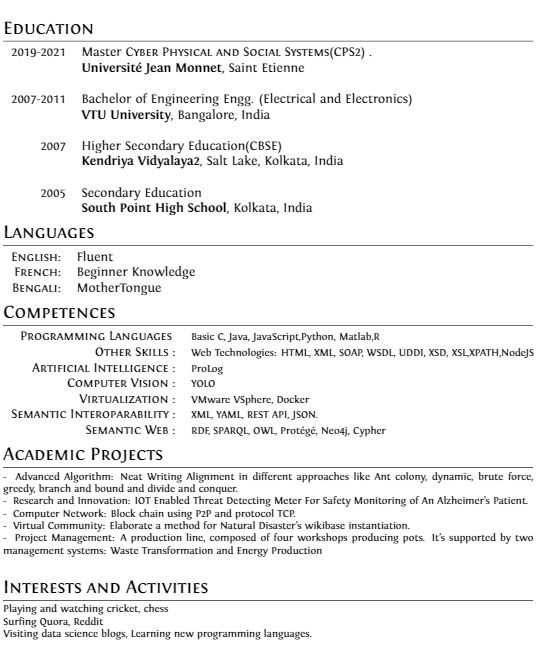 EDUCATION
2019-2021 Master CYBER PHYSICAL AND SOCIAL SYSTEMS(CPS2) .
Université Jean Monnet, Saint Etienne
2007-2011 Bachelor of Engineering Engg. (Electrical and Electronics)
VTU University, Bangalore, India
2007 Higher Secondary Education(CBSE)
Kendriya Vidyalaya2, Salt Lake, Kolkata, India
2005 Secondary Education
South Point High School, Kolkata, India
LANGUAGES
ENGLISH: Fluent
FRENCH: Beginner Knowledge
BENGALI: MotherTongue
COMPETENCES
PROGRAMMING LANGUAGES Basic C, Java, JavaScript,Python, Matlab,R
OTHER SKILLS : Web Technologies: HTML, XML, SOAP, WSDL, UDDI, XSD, XSL,XPATH,NodeJS
ARTIFICIAL INTELLIGENCE : ProLog
COMPUTER VISION : YOLO
VIRTUALIZATION : VMware VSphere, Docker
SEMANTIC INTEROPARABILITY : XML, YAML, REST API, JSON.
SEMANTIC WEB : RDF, SPARQL, OWL, Protégé, Neo4j, Cypher
ACADEMIC PROJECTS
- Advanced Algorithm: Neat Writing Alignment in different approaches like Ant colony, dynamic, brute force,
greedy, branch and bound and divide and conquer.
- Research and Innovation: IOT Enabled Threat Detecting Meter For Safety Monitoring of An Alzheimer's Patient.
- Computer Network: Block chain using P2P and protocol TCP.
- Virtual Community: Elaborate a method for Natural Disaster's wikibase instantiation.
- Project Management: A production line, composed of four workshops producing pots. It's supported by two
management systems: Waste Transformation and Energy Production
INTERESTS AND ACTIVITIES
Playing and watching cricket, chess
Surfing Quora, Reddit
Visiting data science blogs, Learning new programming languages.